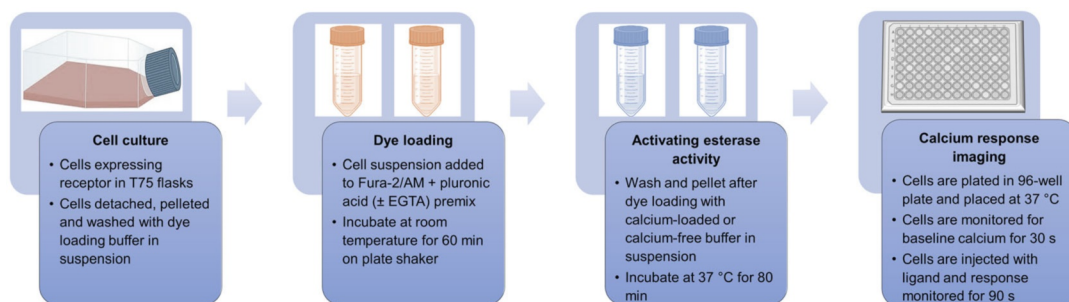 Cell culture
• Cells expressing
receptor in T75 flasks
• Cells detached, pelleted
and washed with dye
loading buffer in
suspension
Dye loading
• Cell suspension added
to Fura-2/AM + pluronic
acid (± EGTA) premix
• Incubate at room
temperature for 60 min
on plate shaker
Activating esterase
activity
• Wash and pellet after
dye loading with
calcium-loaded or
calcium-free buffer in
suspension
• Incubate at 37 °C for 80
min
Calcium response
imaging
• Cells are plated in 96-well
plate and placed at 37 °C
• Cells are monitored for
baseline calcium for 30 s
• Cells are injected with
ligand and response
monitored for 90 s